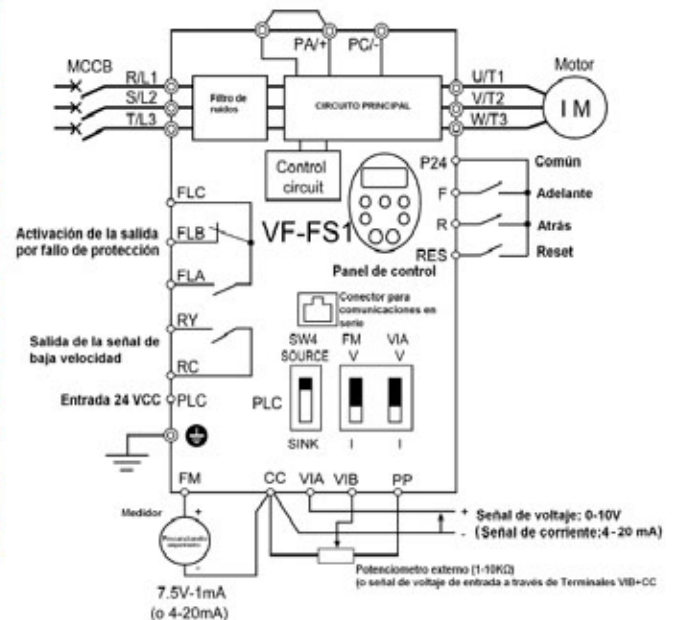 PA/+ PC/-
MCCB
Motor
R/L1
S/L2
T/L3
Filtro de
ruidos
CIRCUITO PRINCIPAL
U/T1
V/T2
W/T3
I M
Control
circuit
P24
Común
F
Adelante
R
Atrás
RES
Reset
FLC
FLB
FLA
Activación de la salida
por fallo de protección
VF-FS1
Panel de control
Conector para
comunicaciones en
serie
RY
RC
Salida de la señal de
baja velocidad
SW4
SOURCE
FM
V
VIA
V
Entrada 24 VCC
PLC
PLC
SINK
I
I
FM
CC
VIA
VIB
PP
Medidor
+
-
7.5V-1mA
(o 4-20mA)
+ Señal de voltaje: 0-10V
- (Señal de corriente:4-20 mA)
Potenciometro externo (1-10KΩ)
(o señal de voltaje de entrada a través de Terminales VIB+CC